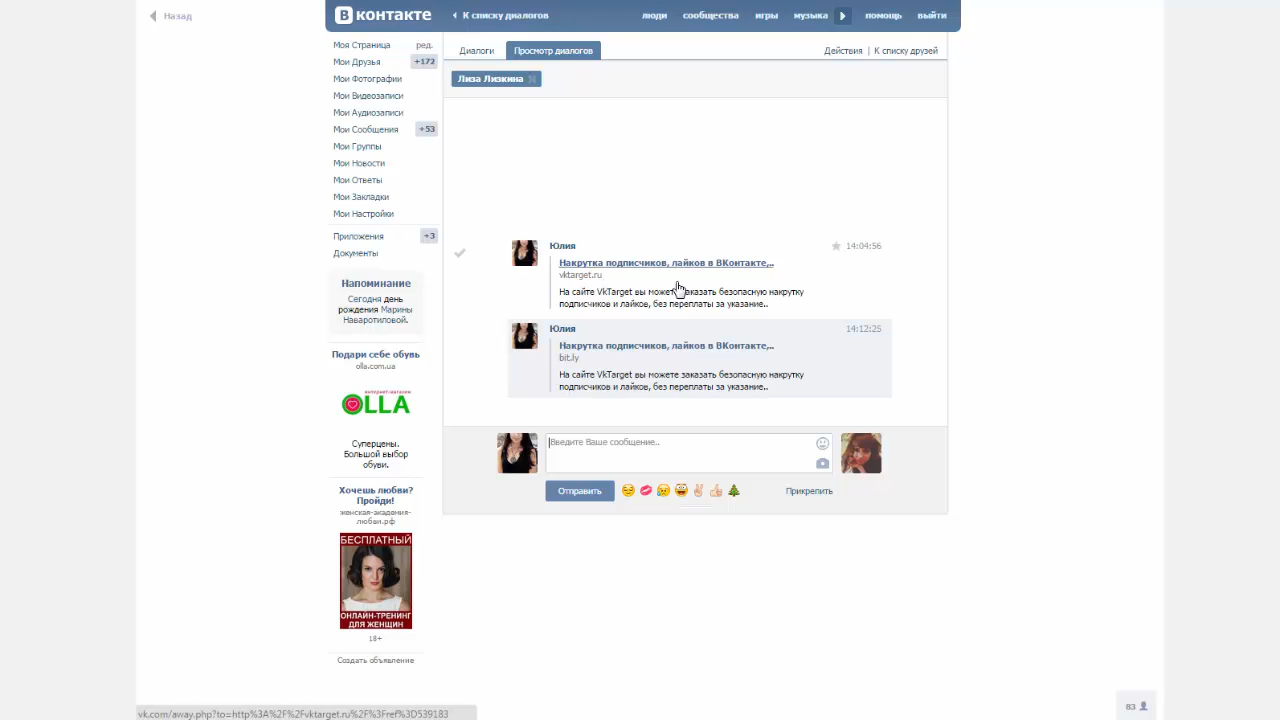 Назад
В контакте
К списку диалогов
люди сообщества игры музыка помощь выйти
Моя Страница ред.
Мои Друзья +172
Мои Фотографии
Мои Видеозаписи
Мои Аудиозаписи
Мои Сообщения +53
Мои Группы
Мои Новости
Мои Ответы
Мои Закладки
Мои Настройки
Приложения +3
Документы
Напоминание
Сегодня день
рождения Марины
Наваротиловой.
Подари себе обувь
olla.com.ua
интернет-магазин
OLLA
Суперцены.
Большой выбор
обуви.
Хочешь любви?
Пройди!
женская-академия-
любви.рф
БЕСПЛАТНЫЙ
ОНЛАЙН-ТРЕНИНГ
ДЛЯ ЖЕНЩИН
18+
Создать объявление
Диалоги Просмотр диалогов Действия | К списку друзей
Лиза Лизкина
Юлия 14:04:56
Накрутка подписчиков, лайков в ВКонтакте,..
vktarget.ru
На сайте VkTarget вы можете заказать безопасную накрутку
подписчиков и лайков, без переплаты за указание..
Юлия 14:12:25
Накрутка подписчиков, лайков в ВКонтакте,..
bit.ly
На сайте VkTarget вы можете заказать безопасную накрутку
подписчиков и лайков, без переплаты за указание..
Введите Ваше сообщение..
Отправить Прикрепить
83
vk.com/away.php?to=http%3A%2F%2Fvktarget.ru%2F%3Fref%3D539183